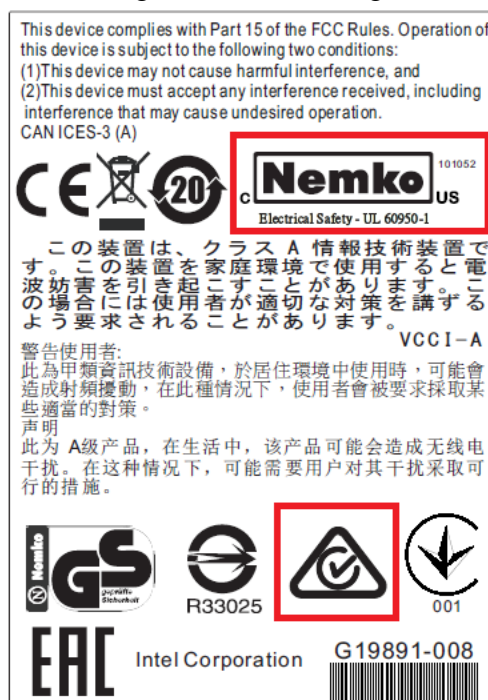 This device complies with Part 15 of the FCC Rules. Operation of
this device is subject to the following two conditions:
(1)This device may not cause harmful interference, and
(2)This device must accept any interference received, including
interference that may cause undesired operation.
CAN ICES-3 (A)
CE 20 c Nemko US 101052
Electrical Safety - UL 60950-1
この装置は、クラス A 情報技術装置で
す。この装置を家庭環境で使用すると電
波妨害を引き起こすことがあります。こ
の場合には使用者が適切な対策を講ずる
よう要求されることがあります。
VCCI-A
警告使用者:
此為甲類資訊技術設備，於居住環境中使用時，可能會
造成射頻擾動，在此種情況下，使用者會被要求採取某
些適當的對策。
声明
此为 A级产品，在生活中，该产品可能会造成无线电
干扰。在这种情况下，可能需要用户对其干扰采取可
行的措施。
N Nemko GS geprüfte Sicherheit
R33025
001
EAC Intel Corporation G19891-008